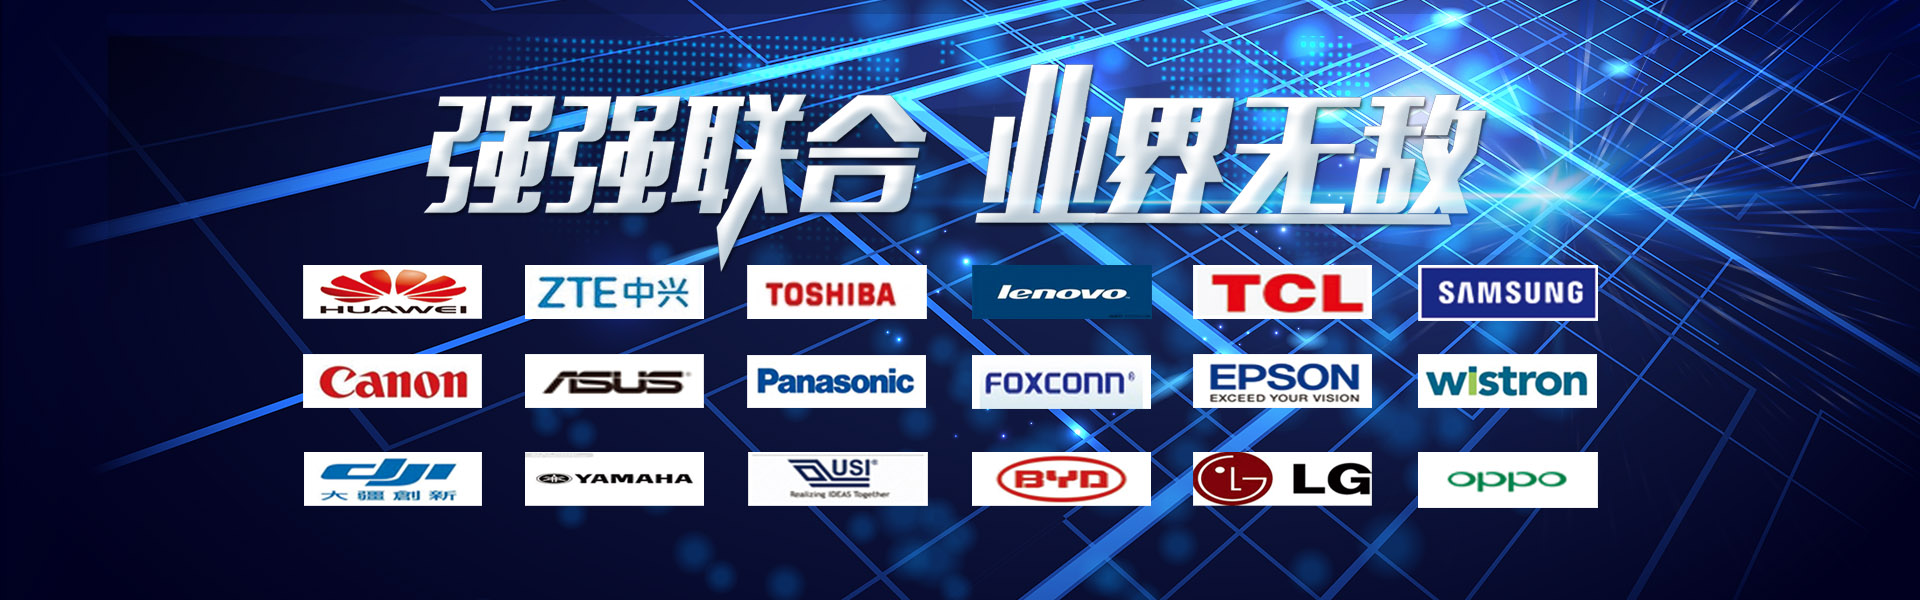 强强联合 业界无敌
HUAWEI ZTE中兴 TOSHIBA lenovo TCL SAMSUNG
Canon ASUS Panasonic FOXCONN EPSON wistron
EXCEED YOUR VISION
DJI YAMAHA USI BYD LG oppo
大疆創新 Realizing IDEAS Together